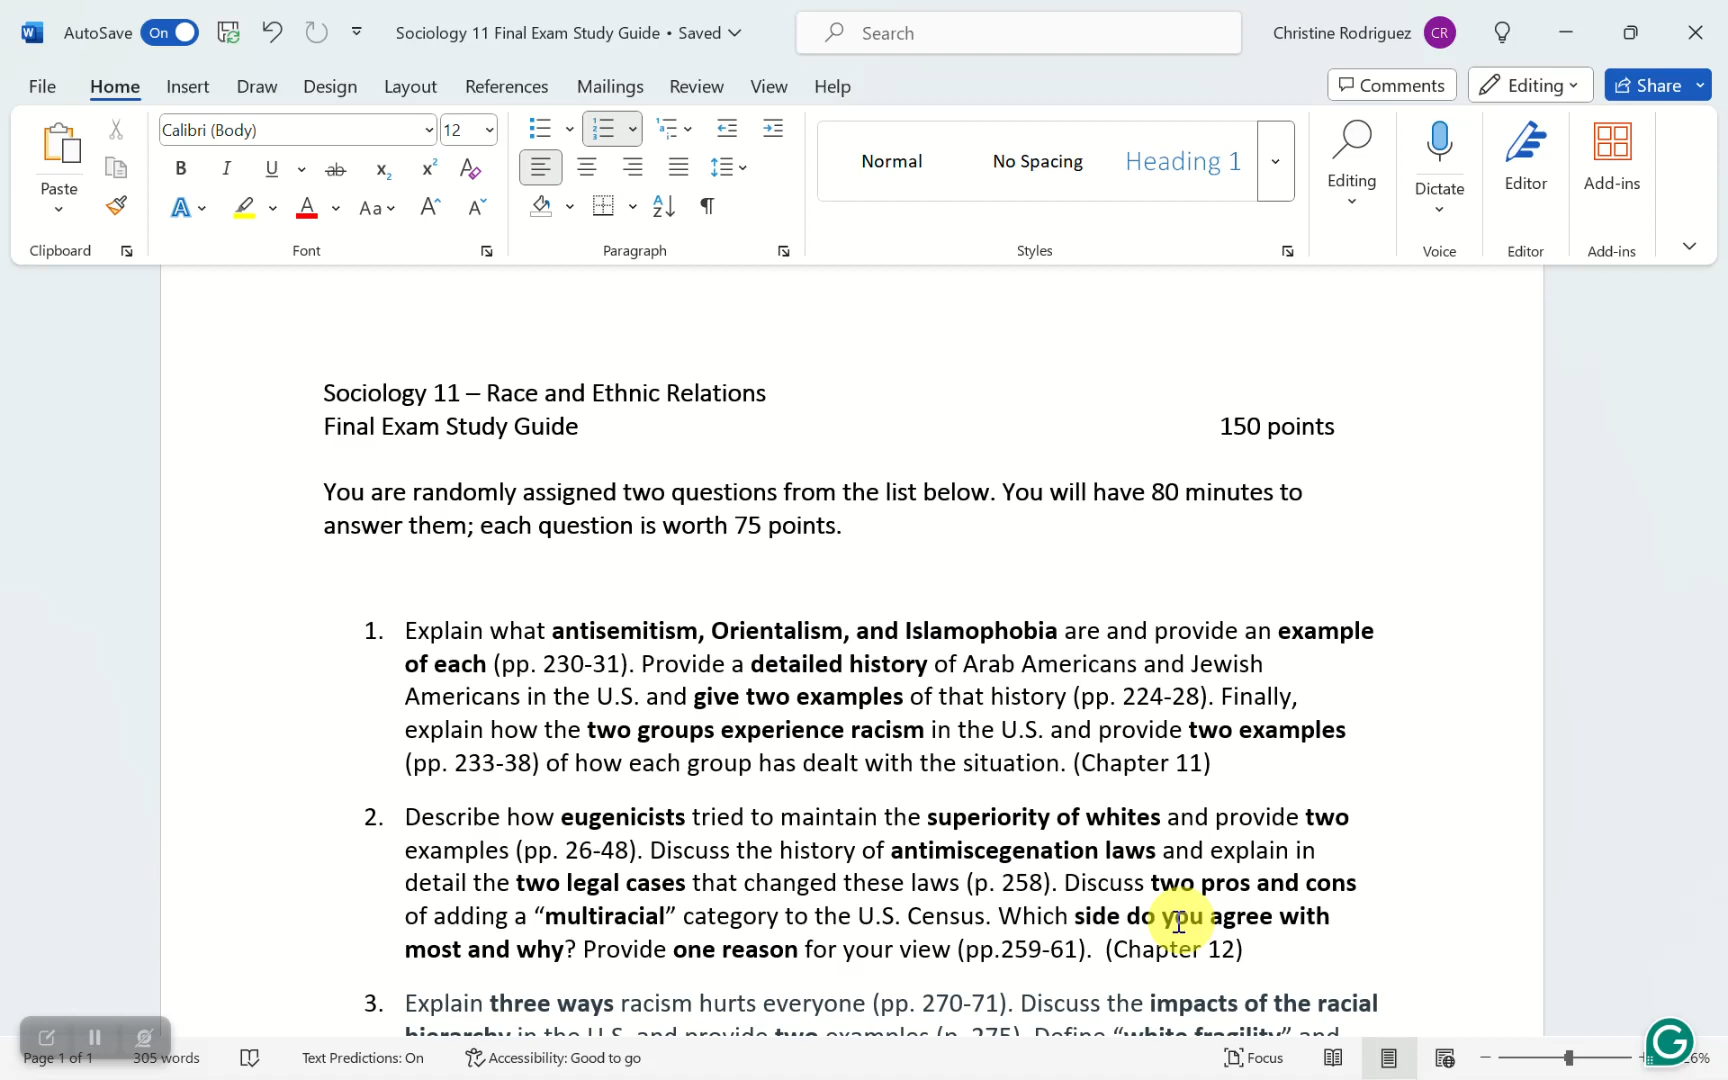 AutoSave On Sociology 11 Final Exam Study Guide • Saved Search Christine Rodriguez CR
File Home Insert Draw Design Layout References Mailings Review View Help Comments Editing Share
Calibri (Body) 12
Normal No Spacing Heading 1
Paste Editing Dictate Editor Add-ins
Clipboard Font Paragraph Styles Voice Editor Add-ins
Sociology 11 – Race and Ethnic Relations
Final Exam Study Guide 150 points
You are randomly assigned two questions from the list below. You will have 80 minutes to
answer them; each question is worth 75 points.
1. Explain what antisemitism, Orientalism, and Islamophobia are and provide an example
of each (pp. 230-31). Provide a detailed history of Arab Americans and Jewish
Americans in the U.S. and give two examples of that history (pp. 224-28). Finally,
explain how the two groups experience racism in the U.S. and provide two examples
(pp. 233-38) of how each group has dealt with the situation. (Chapter 11)
2. Describe how eugenicists tried to maintain the superiority of whites and provide two
examples (pp. 26-48). Discuss the history of antimiscegenation laws and explain in
detail the two legal cases that changed these laws (p. 258). Discuss two pros and cons
of adding a “multiracial” category to the U.S. Census. Which side do you agree with
most and why? Provide one reason for your view (pp.259-61). (Chapter 12)
3. Explain three ways racism hurts everyone (pp. 270-71). Discuss the impacts of the racial
hierarchy in the U.S. and provide two examples (p. 275). Define “white fragility” and
Page 1 of 1 305 words Text Predictions: On Accessibility: Good to go Focus